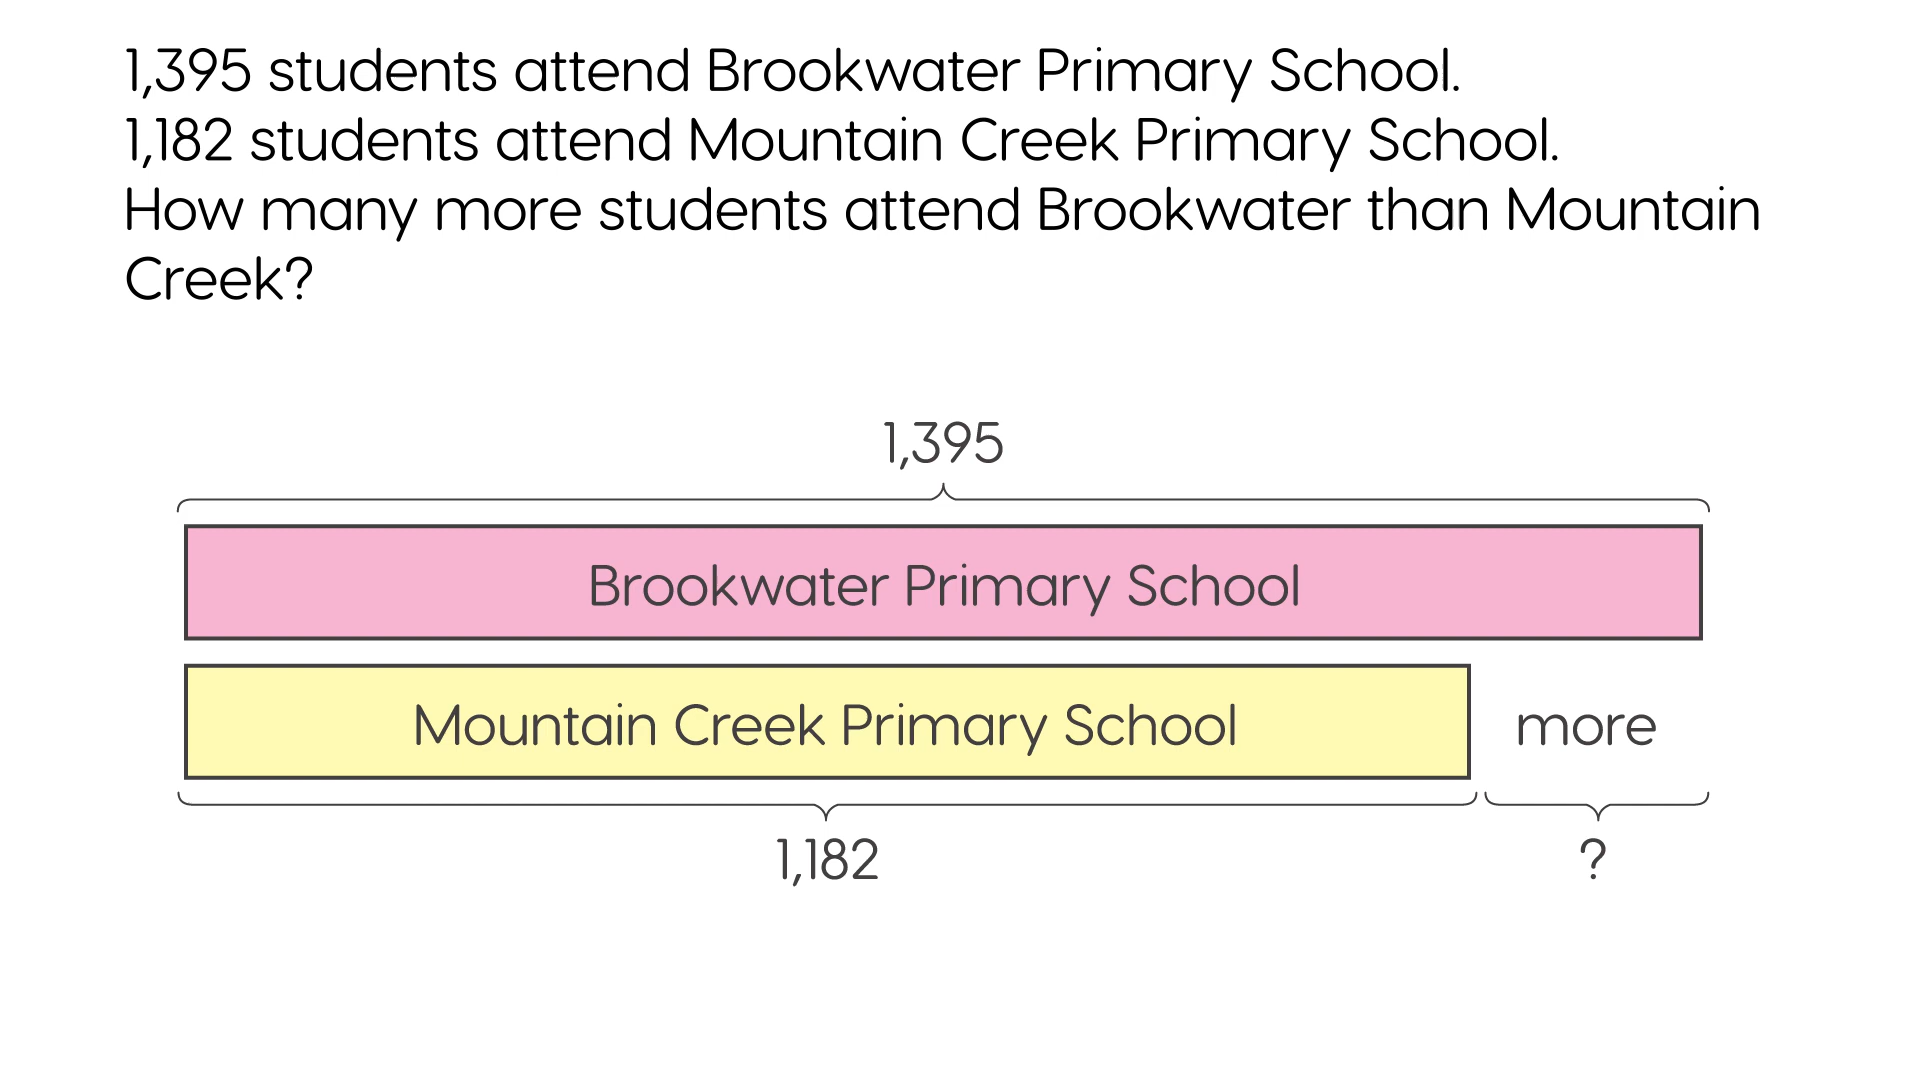 1,395 students attend Brookwater Primary School.
1,182 students attend Mountain Creek Primary School.
How many more students attend Brookwater than Mountain
Creek?
1,395
Brookwater Primary School
Mountain Creek Primary School
more
1,182
?